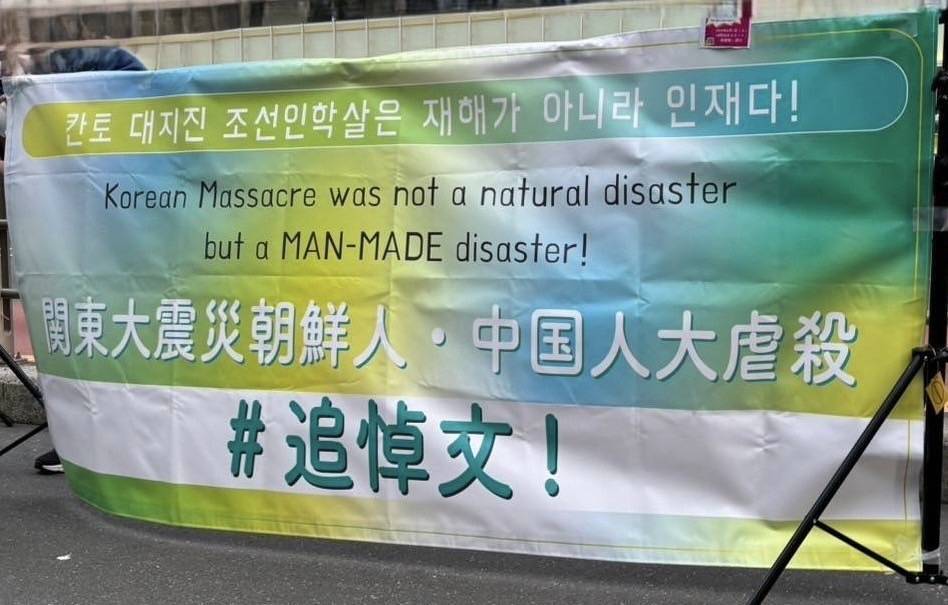 칸토 대지진 조선인학살은 재해가 아니라 인재다!
Korean Massacre was not a natural disaster
but a MAN-MADE disaster!
関東大震災朝鮮人・中国人大虐殺
#追悼文!